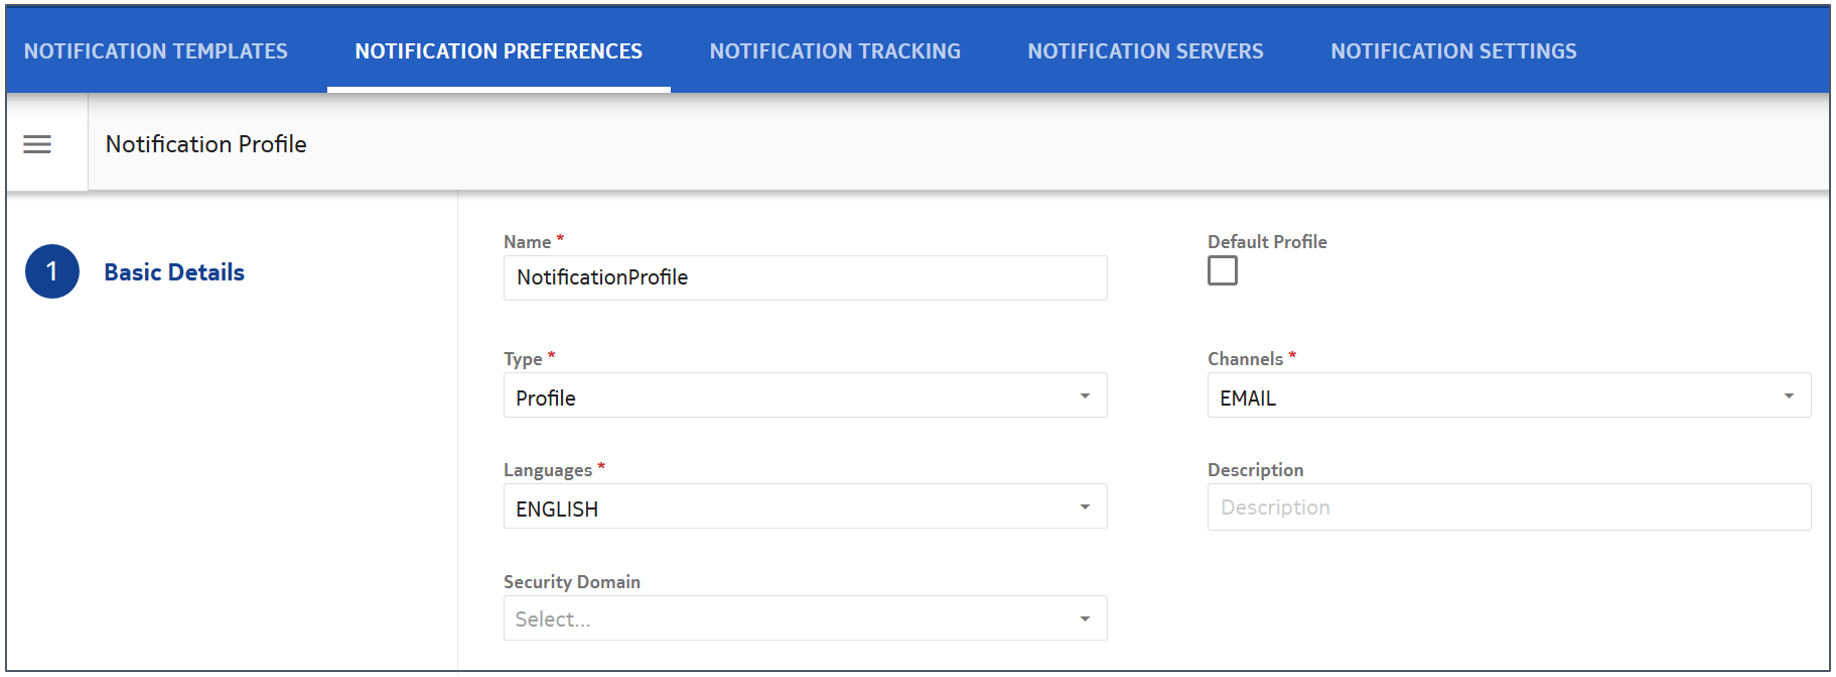 NOTIFICATION TEMPLATES NOTIFICATION PREFERENCES NOTIFICATION TRACKING NOTIFICATION SERVERS NOTIFICATION SETTINGS
Notification Profile
1 Basic Details
Name * Default Profile
NotificationProfile
Type * Channels *
Profile EMAIL
Languages * Description
ENGLISH Description
Security Domain
Select...